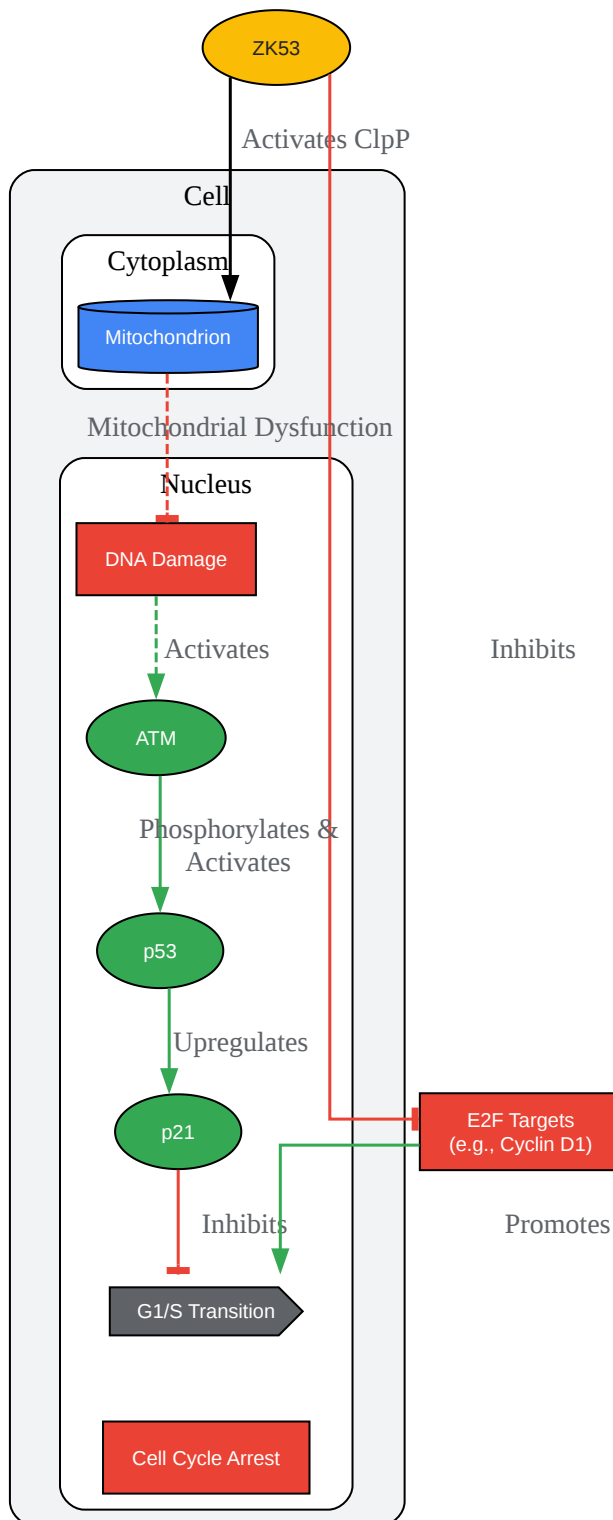 ZK53
Activates ClpP
Cell
Cytoplasm
Mitochondrion
Mitochondrial Dysfunction
Nucleus
DNA Damage
Activates
Inhibits
ATM
Phosphorylates &
Activates
p53
Upregulates
p21
E2F Targets
(e.g., Cyclin D1)
Inhibits
Promotes
G1/S Transition
Cell Cycle Arrest